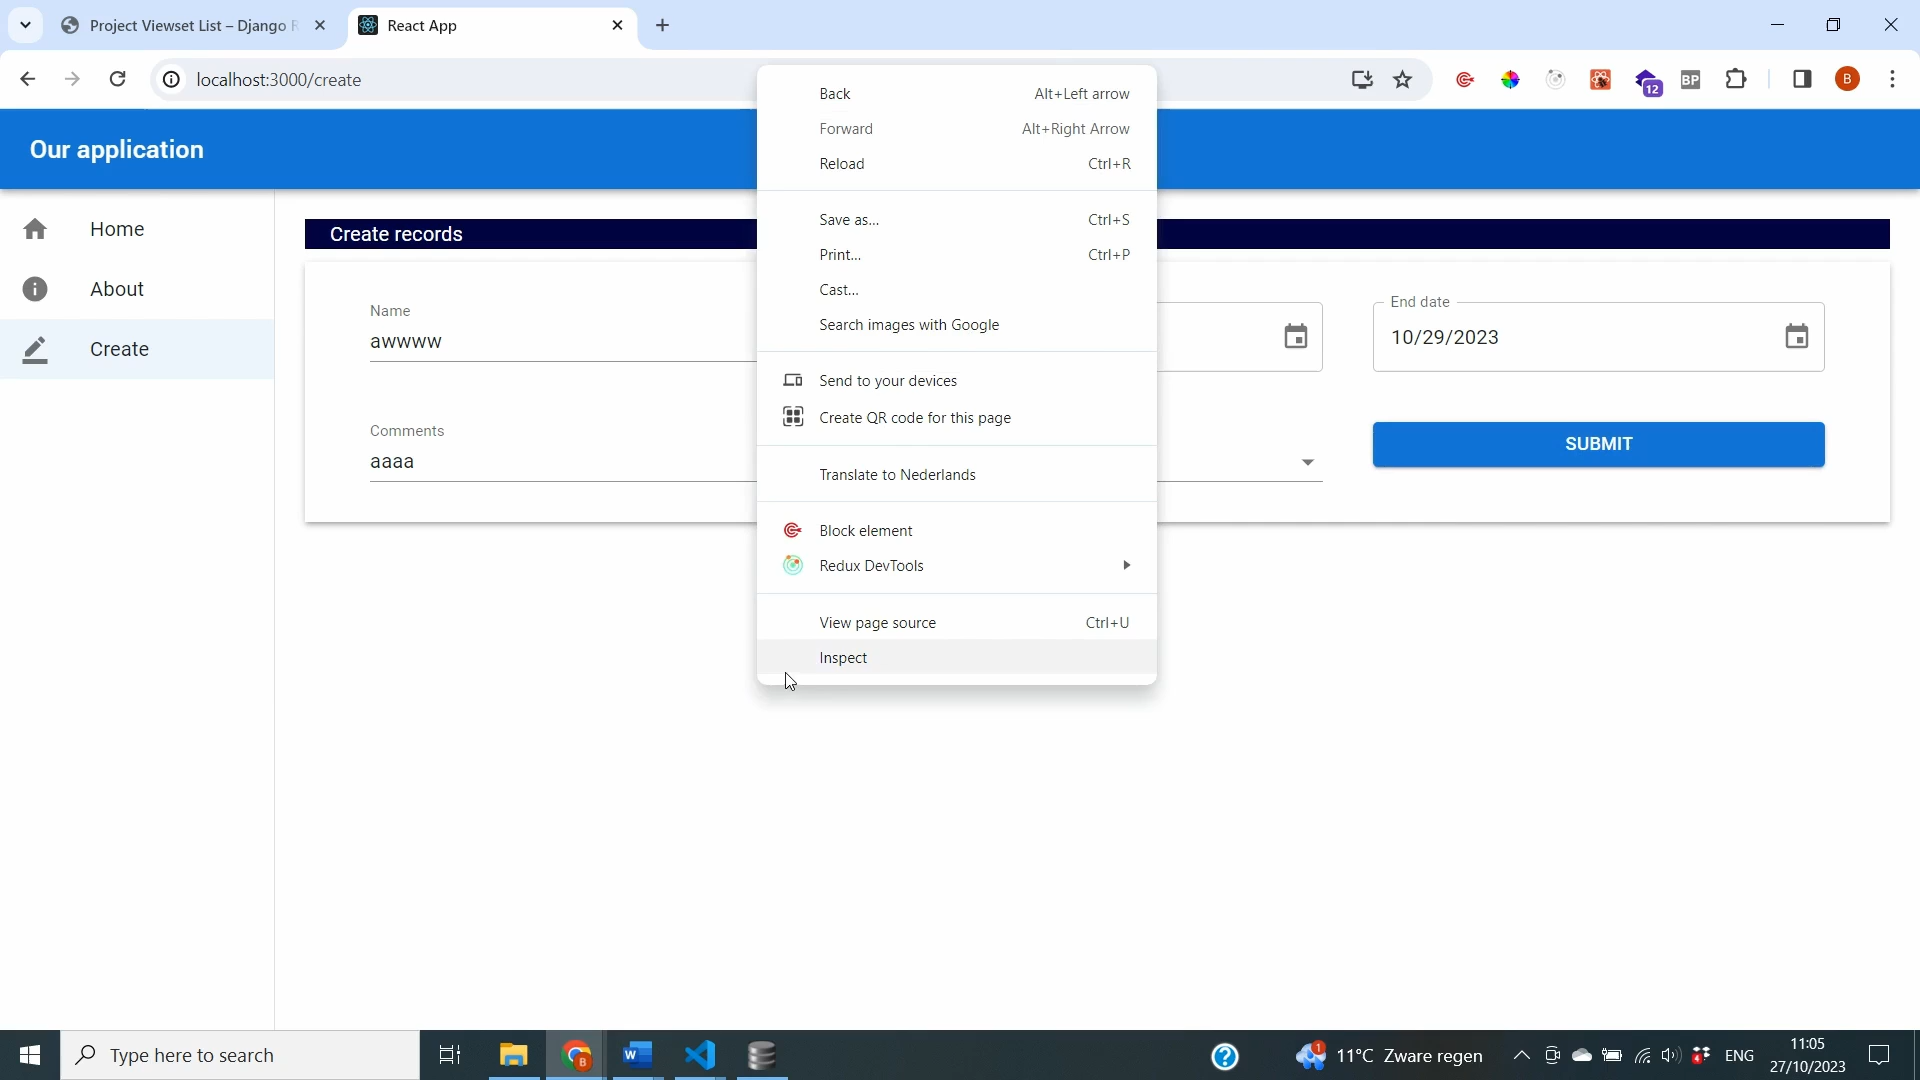 Project Viewset List – Django R
React App
localhost:3000/create
12
BP
B
Our application
Home
About
Create
Create records
Name
awwww
End date
10/29/2023
Comments
aaaa
SUBMIT
Back Alt+Left arrow
Forward Alt+Right Arrow
Reload Ctrl+R
Save as... Ctrl+S
Print... Ctrl+P
Cast...
Search images with Google
Send to your devices
Create QR code for this page
Translate to Nederlands
Block element
Redux DevTools
View page source Ctrl+U
Inspect
Type here to search
11°C Zware regen
ENG
11:05
27/10/2023